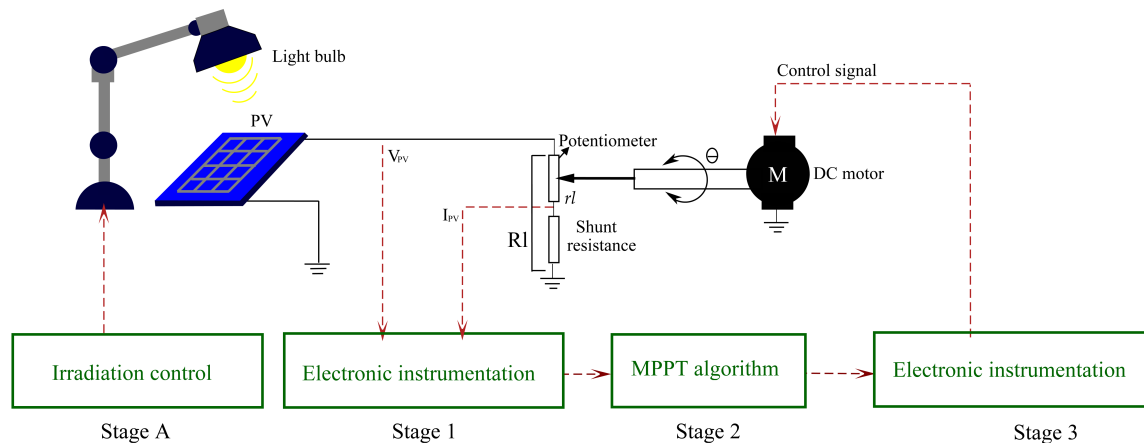 Light bulb
PV
Control signal
Potentiometer
V_PV
θ
M
DC motor
rl
I_PV
Rl
Shunt
resistance
Irradiation control
Electronic instrumentation
MPPT algorithm
Electronic instrumentation
Stage A
Stage 1
Stage 2
Stage 3